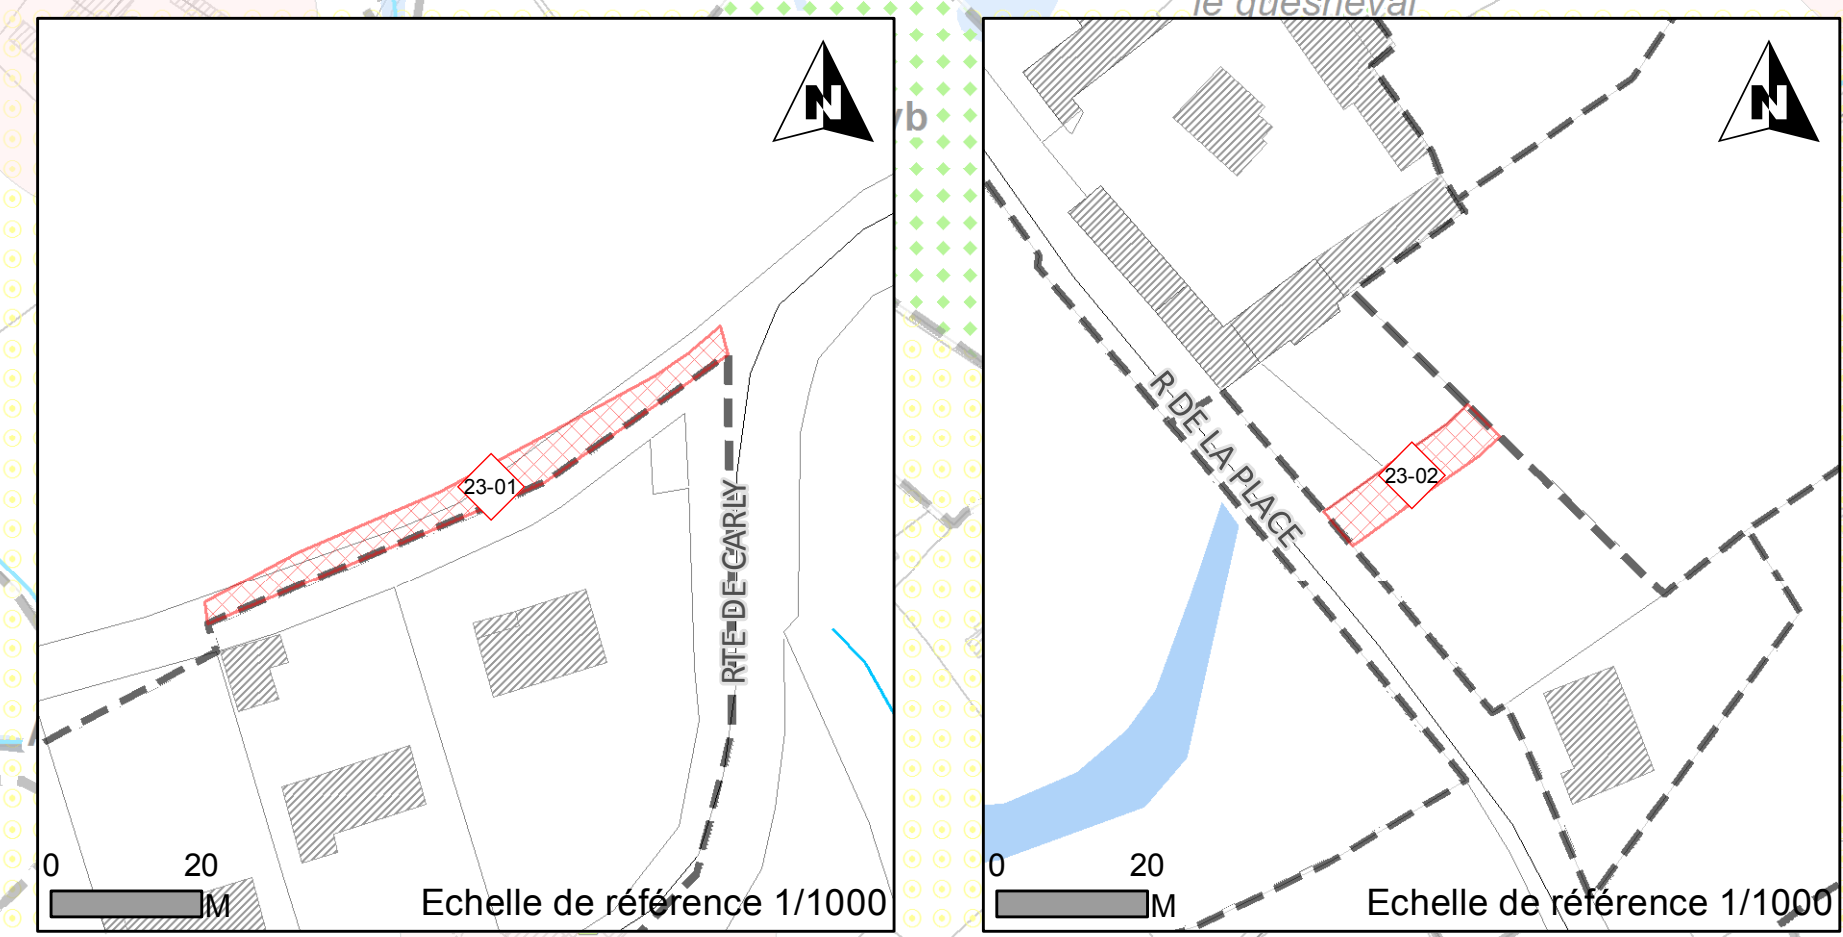 le quesneval
N
yb
23-01
RTE DE CARLY
0 20
M
Echelle de référence 1/1000
N
R DE LA PLACE
23-02
0 20
M
Echelle de référence 1/1000